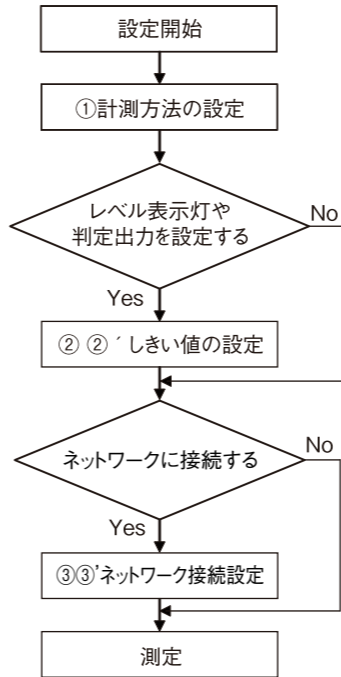 設定開始
①計測方法の設定
レベル表示灯や
判定出力を設定する
No
Yes
② ②´しきい値の設定
ネットワークに接続する
No
Yes
③③'ネットワーク接続設定
測定